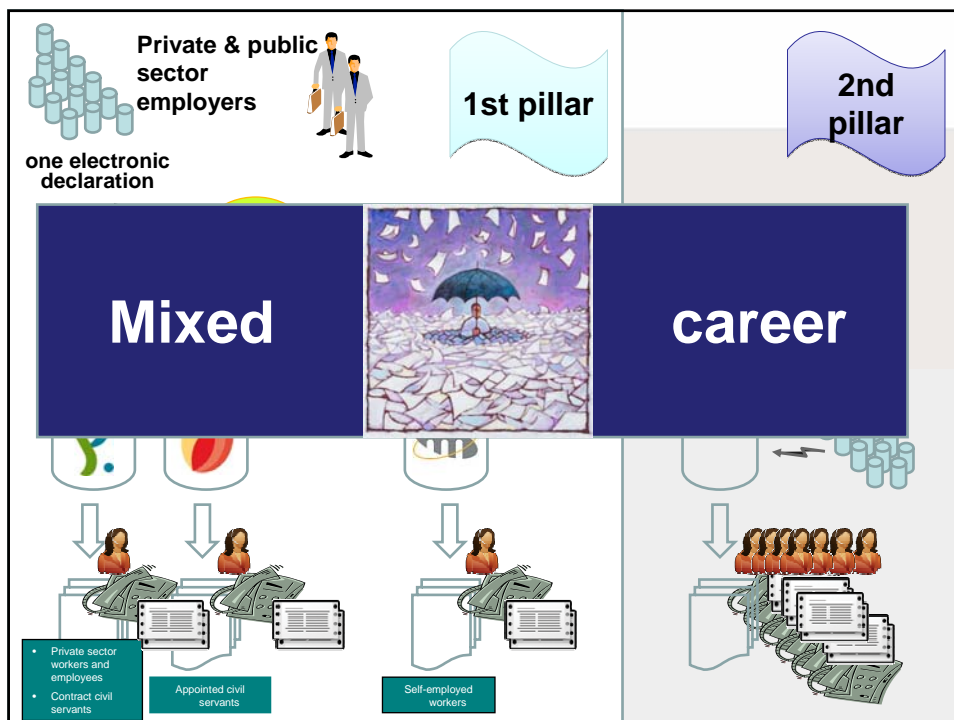 Private & public
sector
employers
1st pillar
2nd
pillar
one electronic
declaration
Mixed
career
• Private sector
workers and
employees
• Contract civil
servants
Appointed civil
servants
Self-employed
workers